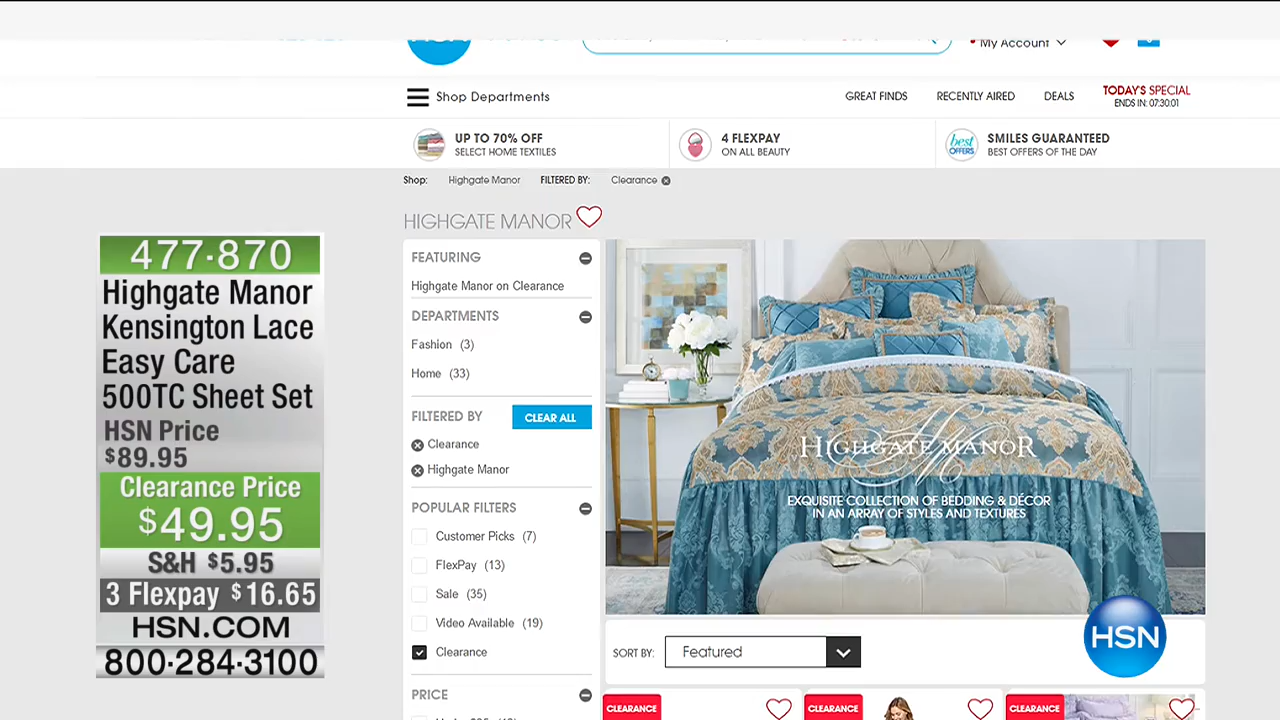 My Account
Shop Departments
GREAT FINDS
RECENTLY AIRED
DEALS
TODAY'S SPECIAL
ENDS IN: 07:30:01
UP TO 70% OFF
SELECT HOME TEXTILES
4 FLEXPAY
ON ALL BEAUTY
best
OFFERS
SMILES GUARANTEED
BEST OFFERS OF THE DAY
Shop: Highgate Manor FILTERED BY: Clearance
HIGHGATE MANOR
477-870
Highgate Manor
Kensington Lace
Easy Care
500TC Sheet Set
HSN Price
$89.95
Clearance Price
$49.95
S&H $5.95
3 Flexpay $16.65
HSN.COM
800-284-3100
FEATURING
Highgate Manor on Clearance
DEPARTMENTS
Fashion (3)
Home (33)
FILTERED BY CLEAR ALL
Clearance
Highgate Manor
POPULAR FILTERS
Customer Picks (7)
FlexPay (13)
Sale (35)
Video Available (19)
Clearance
PRICE
HIGHGATE MANOR
EXQUISITE COLLECTION OF BEDDING & DÉCOR
IN AN ARRAY OF STYLES AND TEXTURES
HSN
SORT BY: Featured
CLEARANCE
CLEARANCE
CLEARANCE